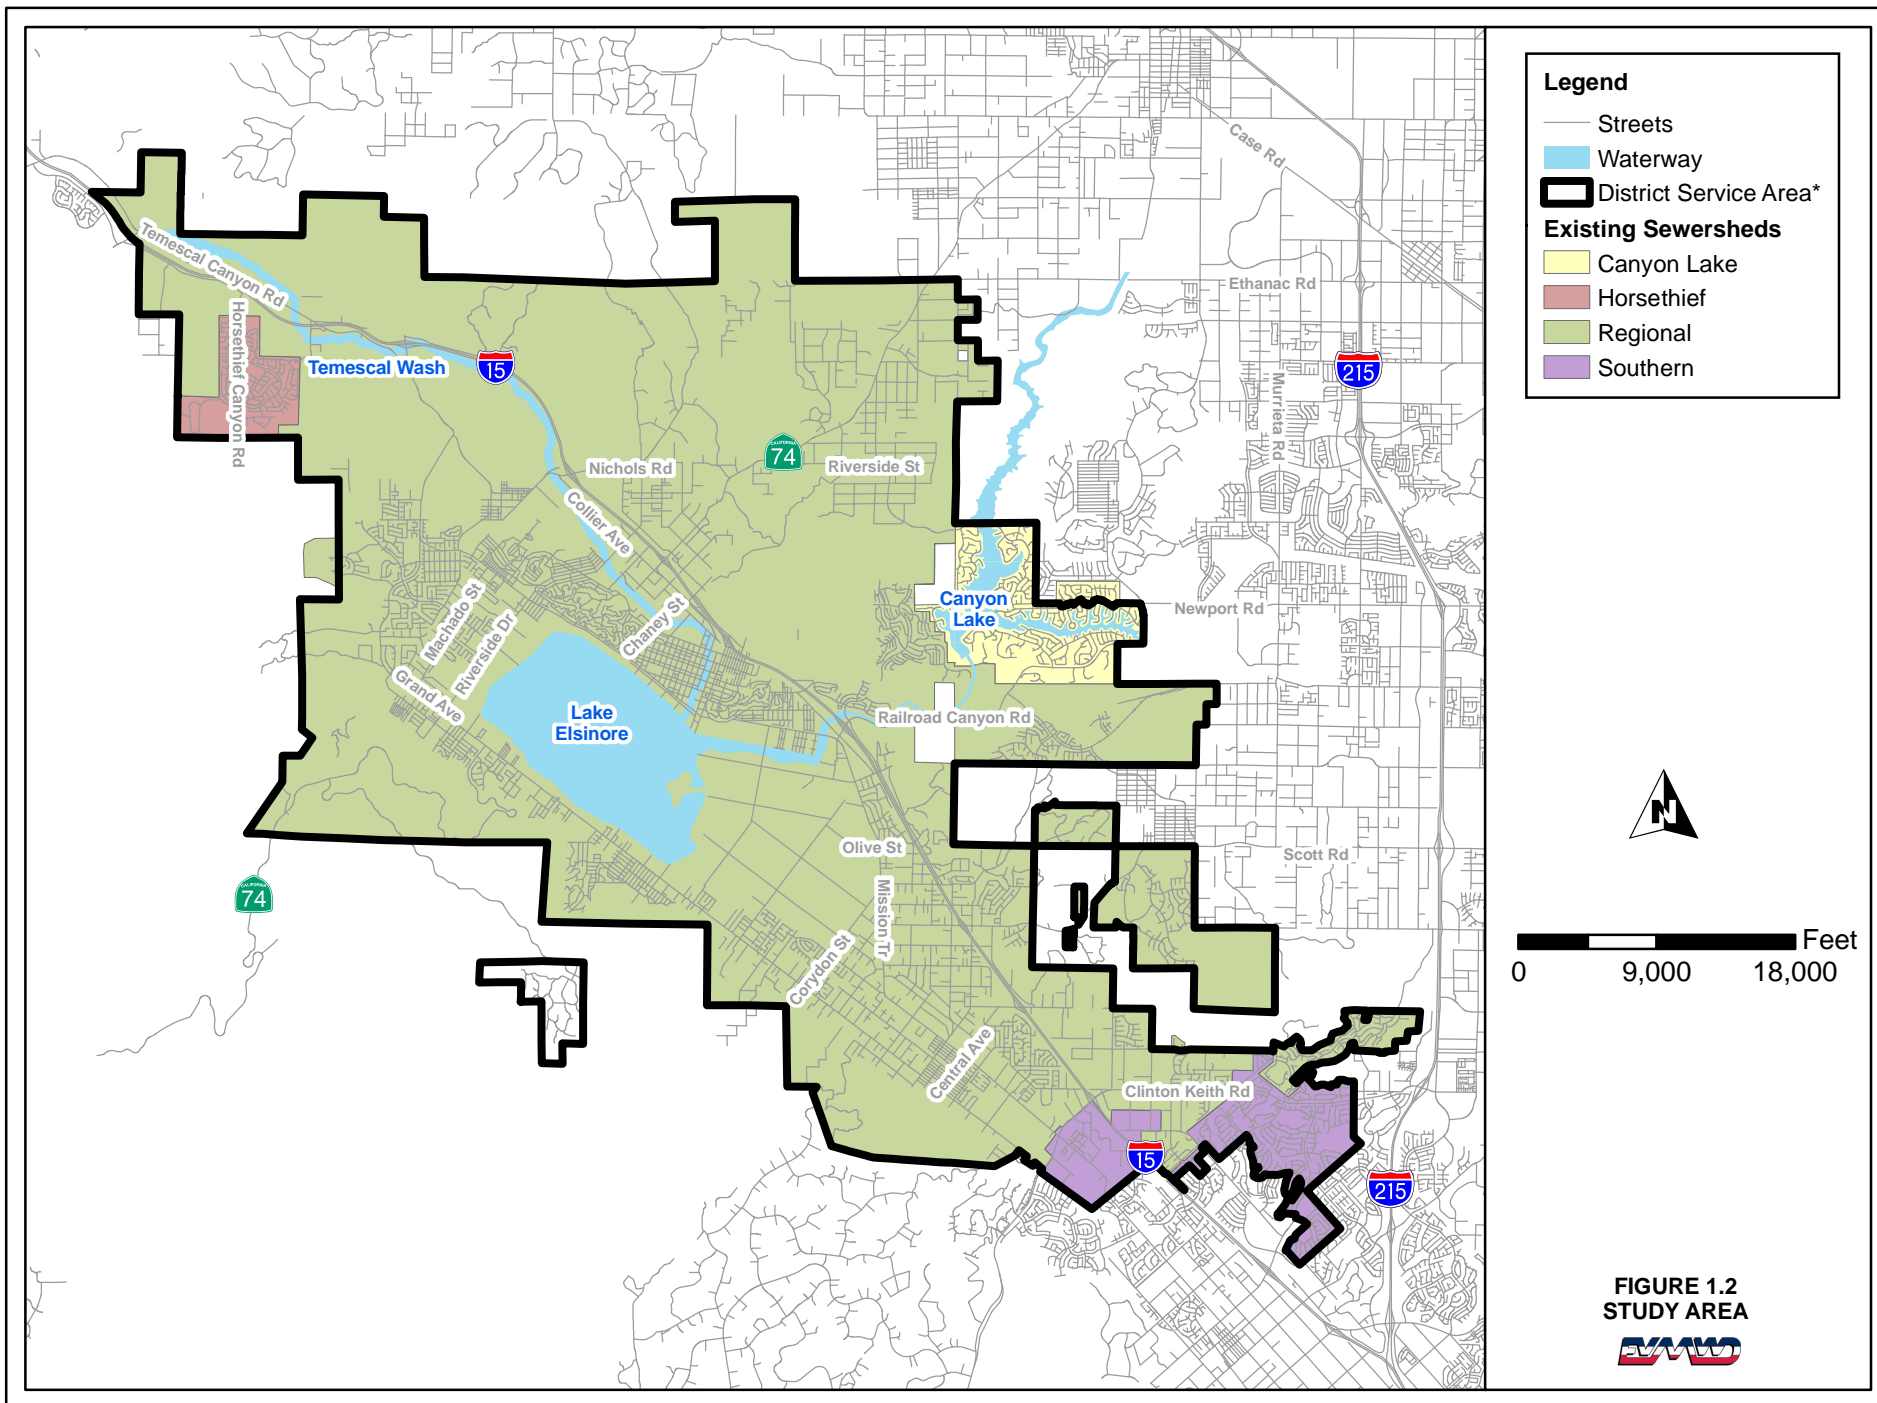 Legend
Streets
Waterway
District Service Area*
Existing Sewersheds
Canyon Lake
Horsethief
Regional
Southern
Case Rd
Ethanac Rd
Temescal Canyon Rd
Horsethief Canyon Rd
Temescal Wash
15
215
Murrieta Rd
CALIFORNIA
74
Nichols Rd
Riverside St
Collier Ave
Canyon
Lake
Newport Rd
Machado St
Riverside Dr
Chaney St
Grand Ave
Lake
Elsinore
Railroad Canyon Rd
Olive St
Scott Rd
CALIFORNIA
74
Mission Tr
Corydon St
Central Ave
Clinton Keith Rd
15
215
N
Feet
0 9,000 18,000
FIGURE 1.2
STUDY AREA
EVMWD